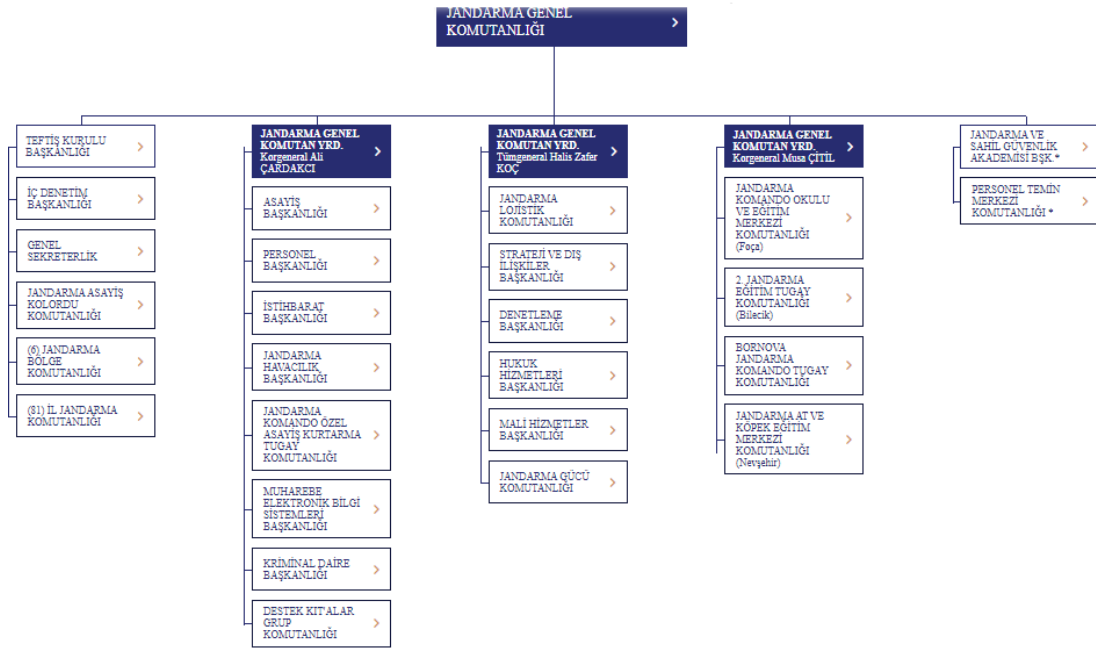 JANDARMA GENEL
KOMUTANLIĞI
TEFTİŞ KURULU
BAŞKANLIĞI
İÇ DENETİM
BAŞKANLIĞI
GENEL
SEKRETERLİK
JANDARMA ASAYİŞ
KOLORDU
KOMUTANLIĞI
(6) JANDARMA
BÖLGE
KOMUTANLIĞI
(81) İL JANDARMA
KOMUTANLIĞI
JANDARMA GENEL
KOMUTAN YRD.
Korgeneral Ali
ÇARDAKCI
ASAYİŞ
BAŞKANLIĞI
PERSONEL
BAŞKANLIĞI
İSTİHBARAT
BAŞKANLIĞI
JANDARMA
HAVACILIK
BAŞKANLIĞI
JANDARMA
KOMANDO ÖZEL
ASAYİŞ KURTARMA
TUGAY
KOMUTANLIĞI
MUHAREBE
ELEKTRONİK BİLGİ
SİSTEMLERİ
BAŞKANLIĞI
KRİMİNAL DAİRE
BAŞKANLIĞI
DESTEK KIT'ALAR
GRUP
KOMUTANLIĞI
JANDARMA GENEL
KOMUTAN YRD.
Tümgeneral Halis Zafer
KOÇ
JANDARMA
LOJİSTİK
KOMUTANLIĞI
STRATEJİ VE DIŞ
İLİŞKİLER
BAŞKANLIĞI
DENETLEME
BAŞKANLIĞI
HUKUK
HİZMETLERİ
BAŞKANLIĞI
MALİ HİZMETLER
BAŞKANLIĞI
JANDARMA GÜCÜ
KOMUTANLIĞI
JANDARMA GENEL
KOMUTAN YRD.
Korgeneral Musa ÇİTİL
JANDARMA
KOMANDO OKULU
VE EĞİTİM
MERKEZİ
KOMUTANLIĞI
(Foça)
2. JANDARMA
EĞİTİM TUGAY
KOMUTANLIĞI
(Bilecik)
BORNOVA
JANDARMA
KOMANDO TUGAY
KOMUTANLIĞI
JANDARMA AT VE
KÖPEK EĞİTİM
MERKEZİ
KOMUTANLIĞI
(Nevşehir)
JANDARMA VE
SAHİL GÜVENLİK
AKADEMİSİ BŞK.*
PERSONEL TEMİN
MERKEZİ
KOMUTANLIĞI *